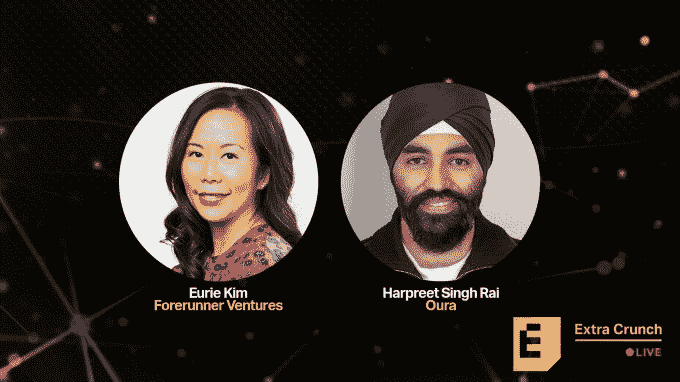 Eurie Kim
Forerunner Ventures
Harpreet Singh Rai
Oura
E
Extra Crunch
LIVE